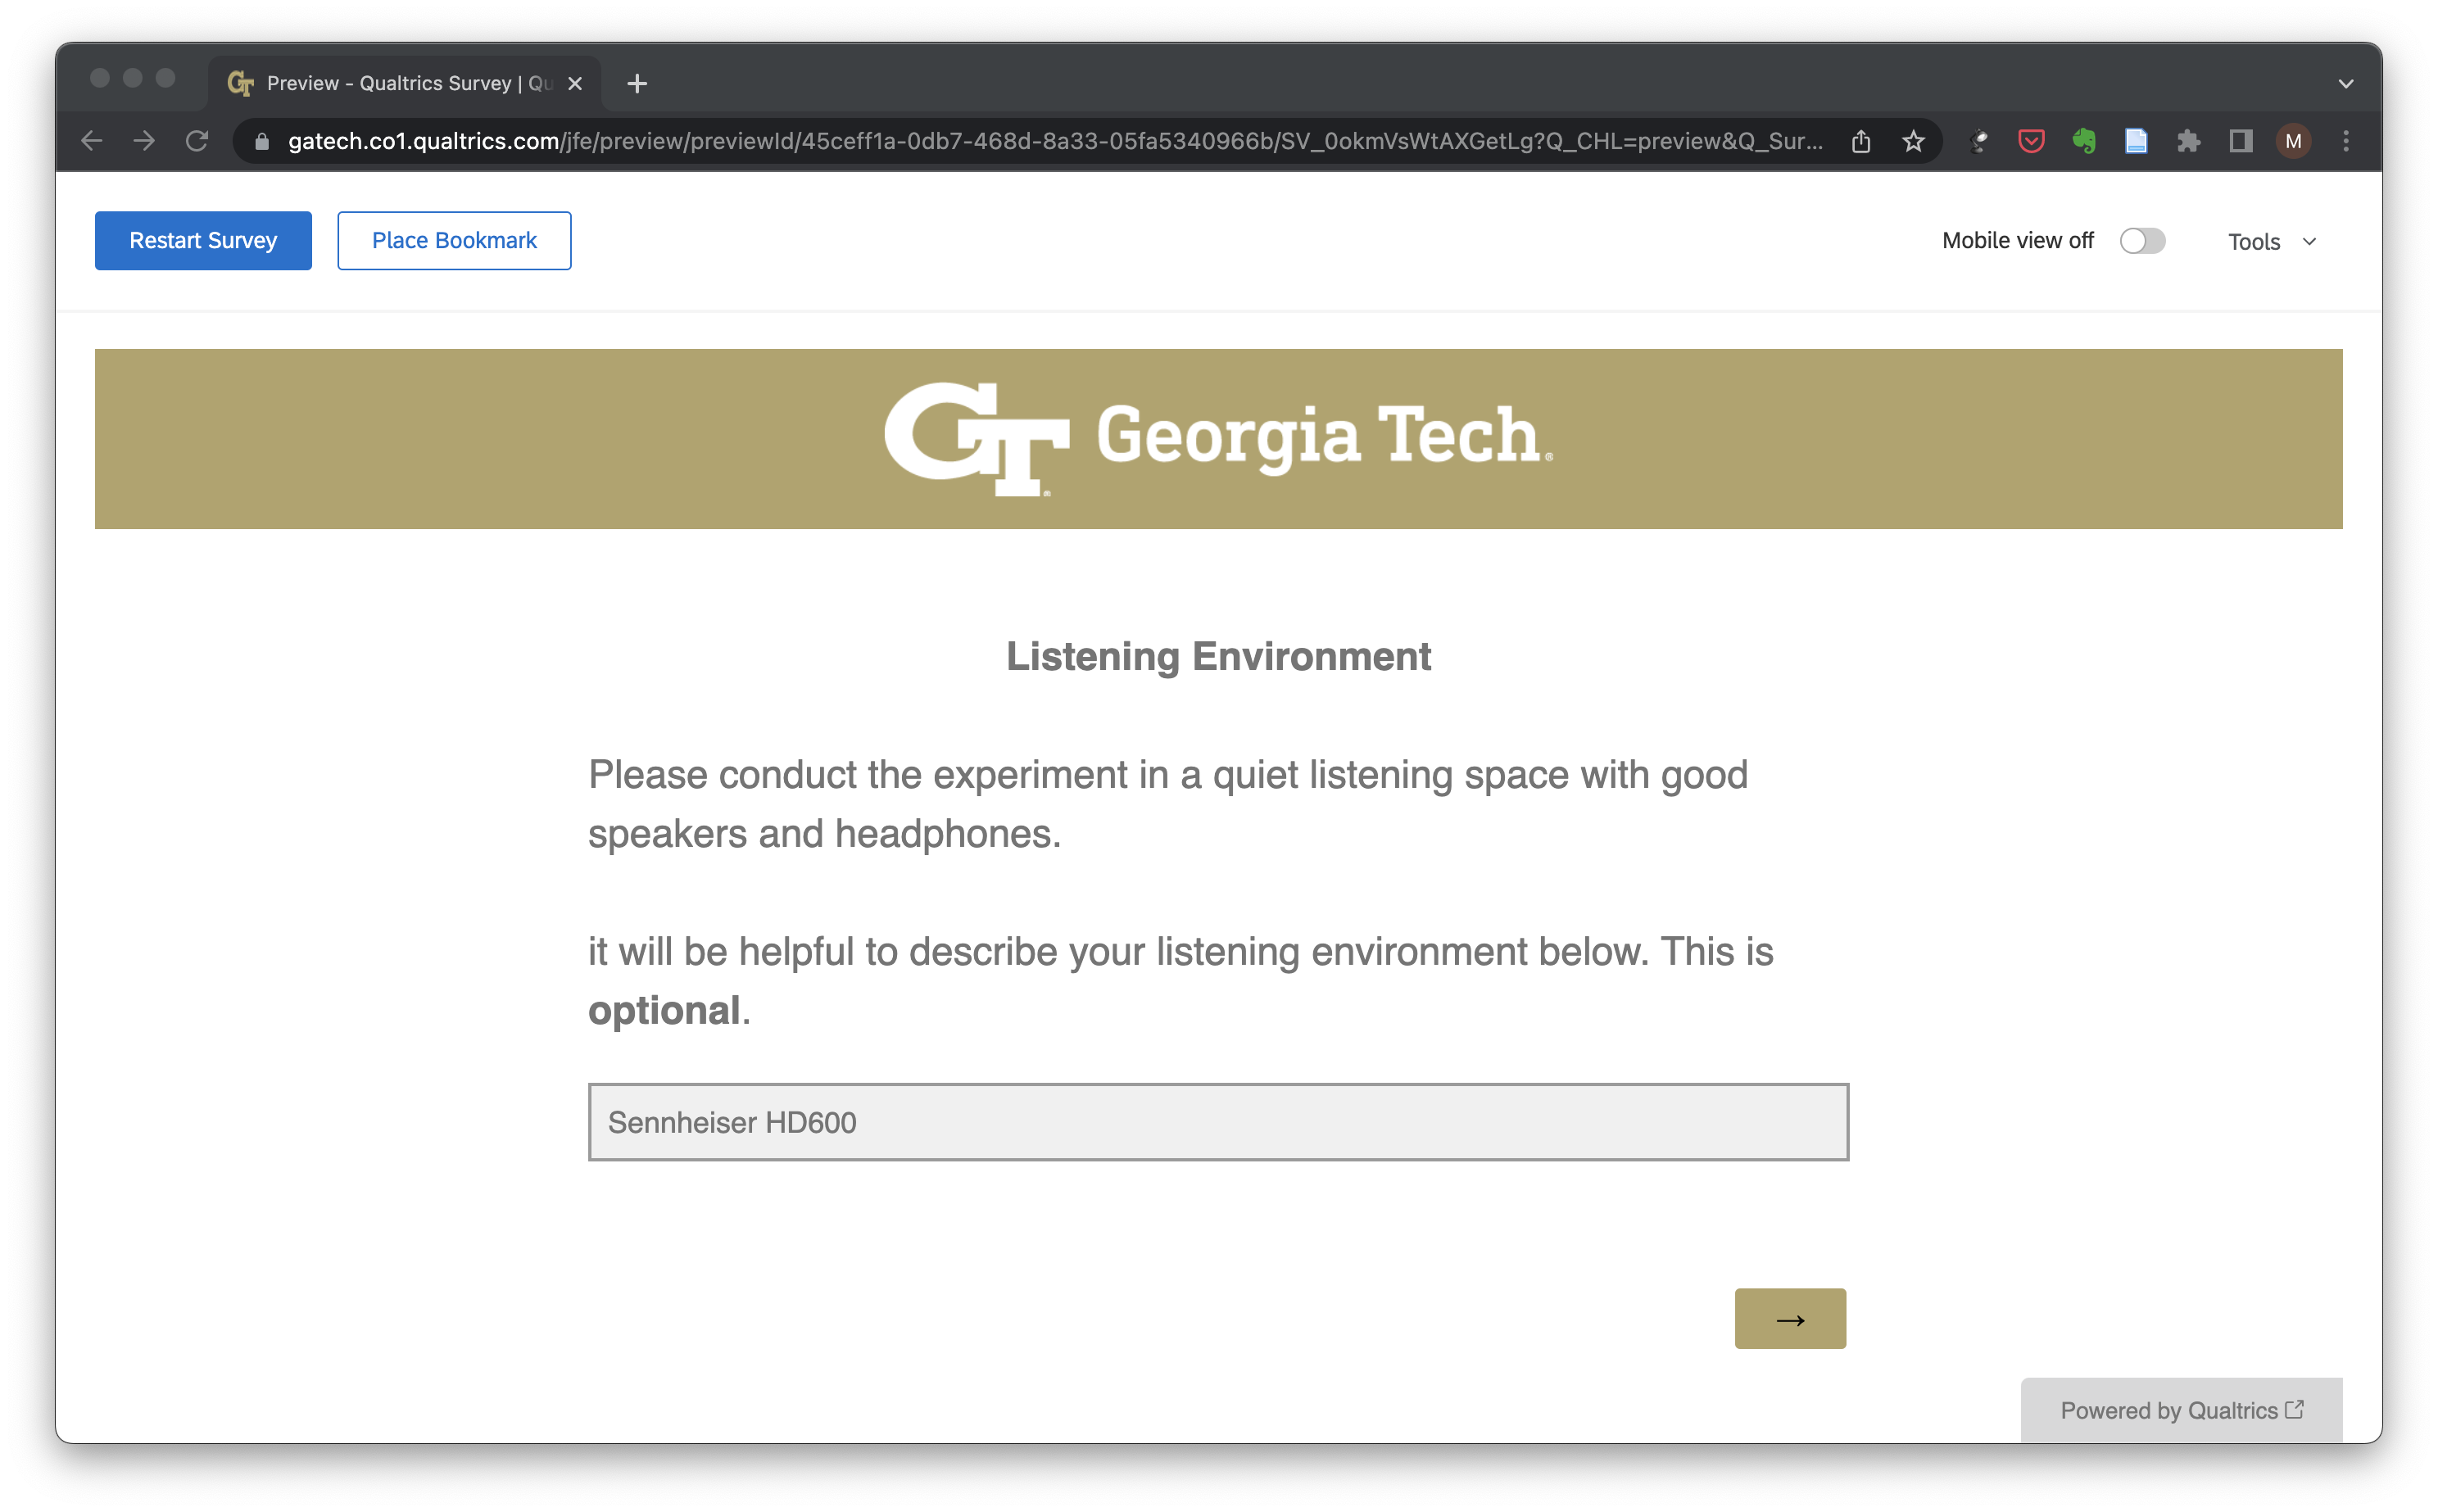 Preview - Qualtrics Survey | Qu
gatech.co1.qualtrics.com/jfe/preview/previewId/45ceff1a-0db7-468d-8a33-05fa5340966b/SV_0okmVsWtAXGetLg?Q_CHL=preview&Q_Sur...
M
Restart Survey
Place Bookmark
Mobile view off
Tools
GT Georgia Tech®
Listening Environment
Please conduct the experiment in a quiet listening space with good
speakers and headphones.
it will be helpful to describe your listening environment below. This is
optional.
Sennheiser HD600
→
Powered by Qualtrics